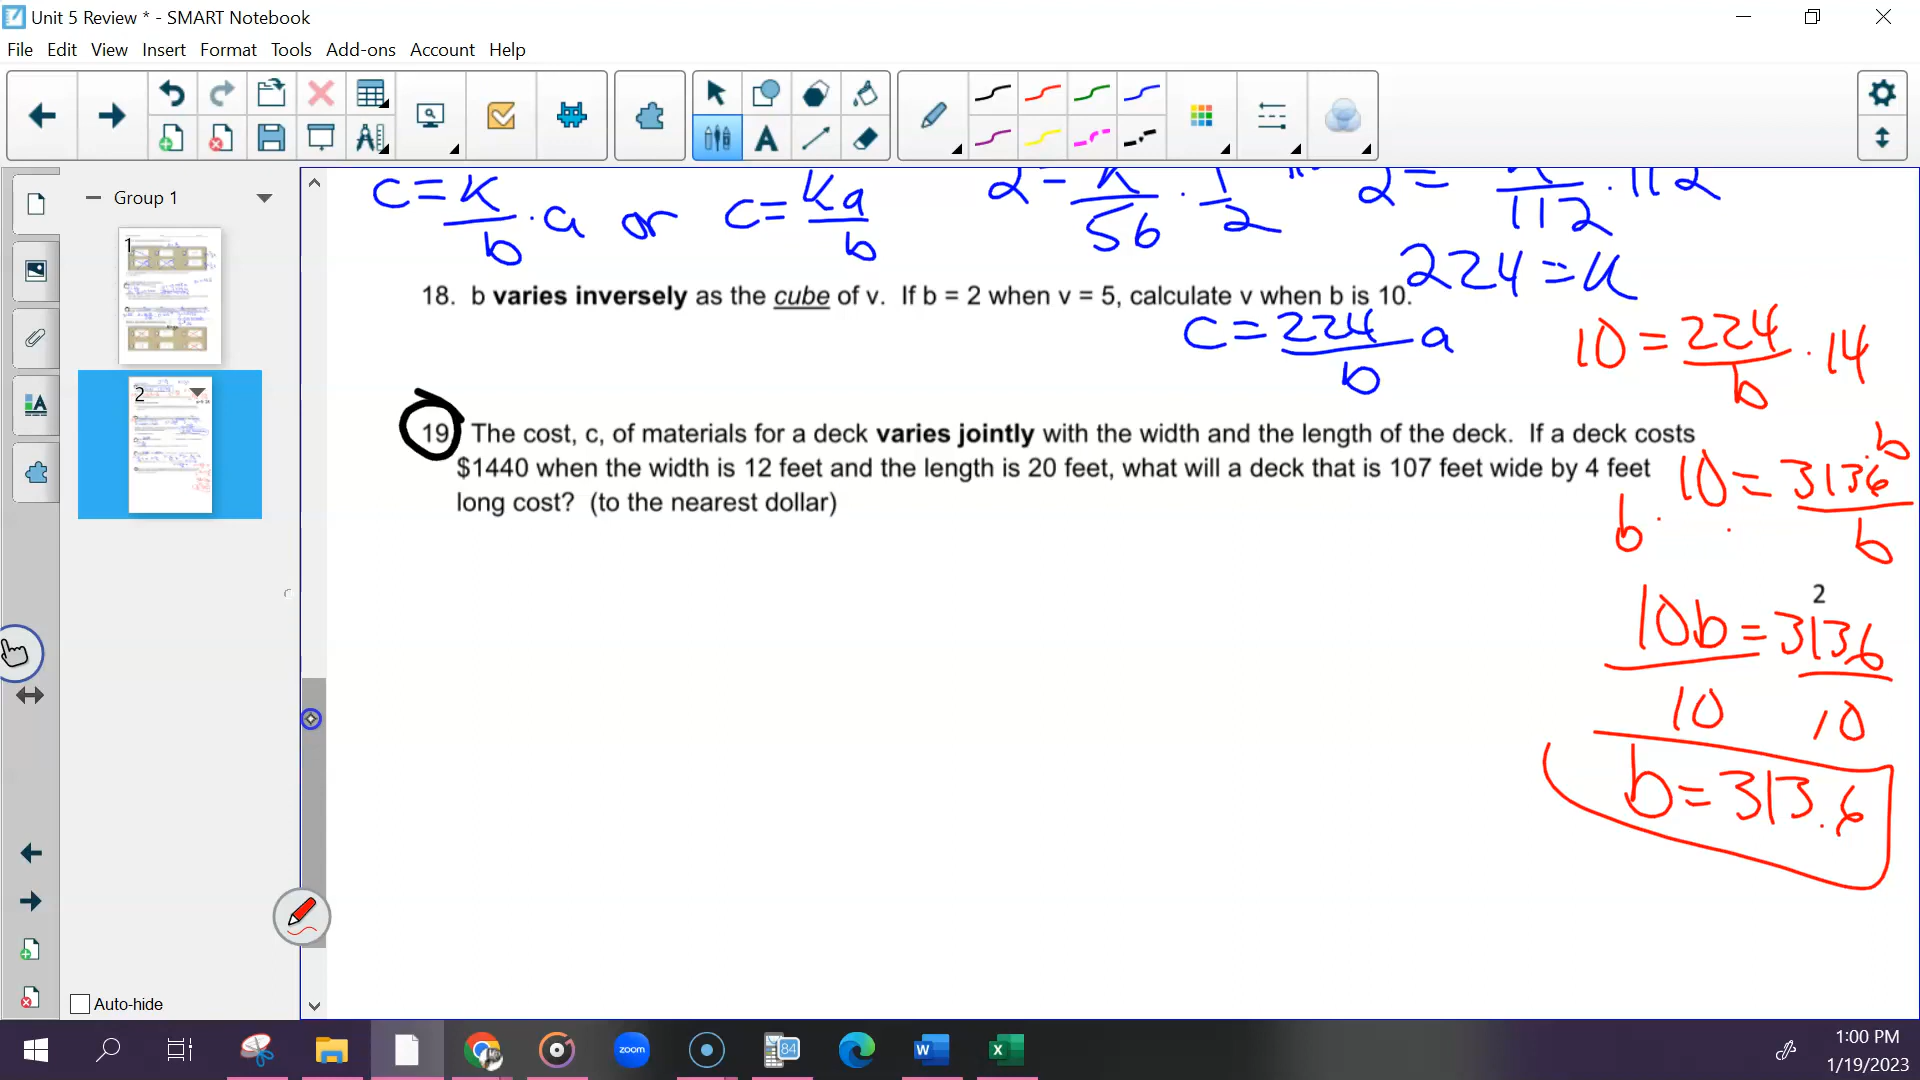 Unit 5 Review * - SMART Notebook
File Edit View Insert Format Tools Add-ons Account Help
Group 1
1
2
c = k/b · a or c = ka/b
· 1/2
2 = k/112 · 112
56
224 = k
18. b varies inversely as the cube of v. If b = 2 when v = 5, calculate v when b is 10.
c = 224/b a
10 = 224/b · 14
19. The cost, c, of materials for a deck varies jointly with the width and the length of the deck. If a deck costs
$1440 when the width is 12 feet and the length is 20 feet, what will a deck that is 107 feet wide by 4 feet
long cost? (to the nearest dollar)
b · 10 = 3136/b · b
2
10b = 3136
10 10
b = 313.6
Auto-hide
zoom
84
1:00 PM
1/19/2023